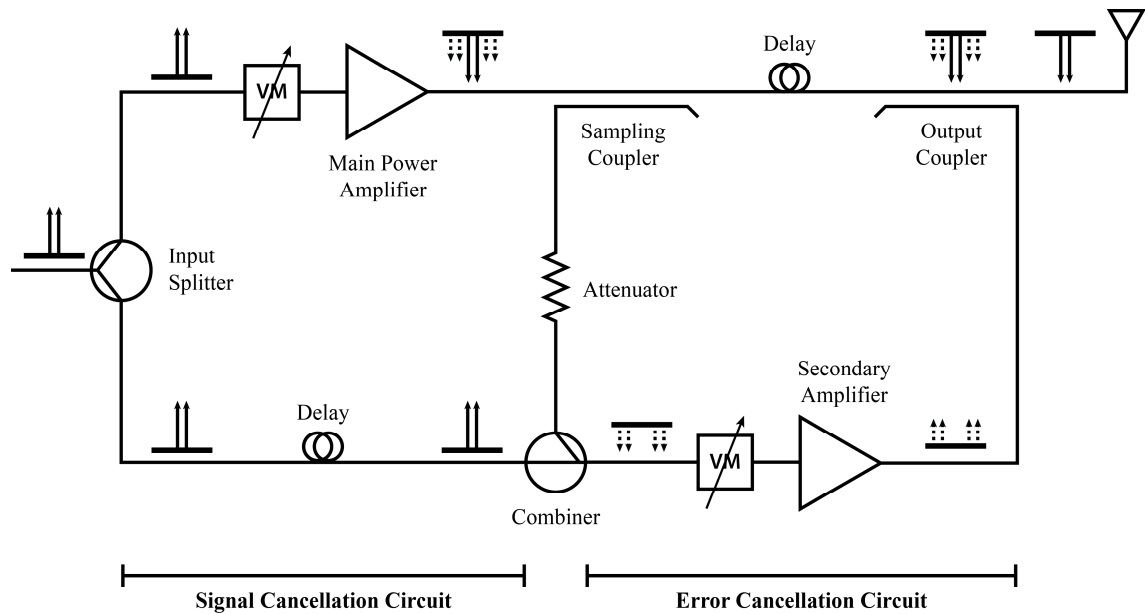 Delay
VM
Sampling
Coupler
Output
Coupler
Main Power
Amplifier
Input
Splitter
Attenuator
Secondary
Amplifier
Delay
VM
Combiner
Signal Cancellation Circuit
Error Cancellation Circuit